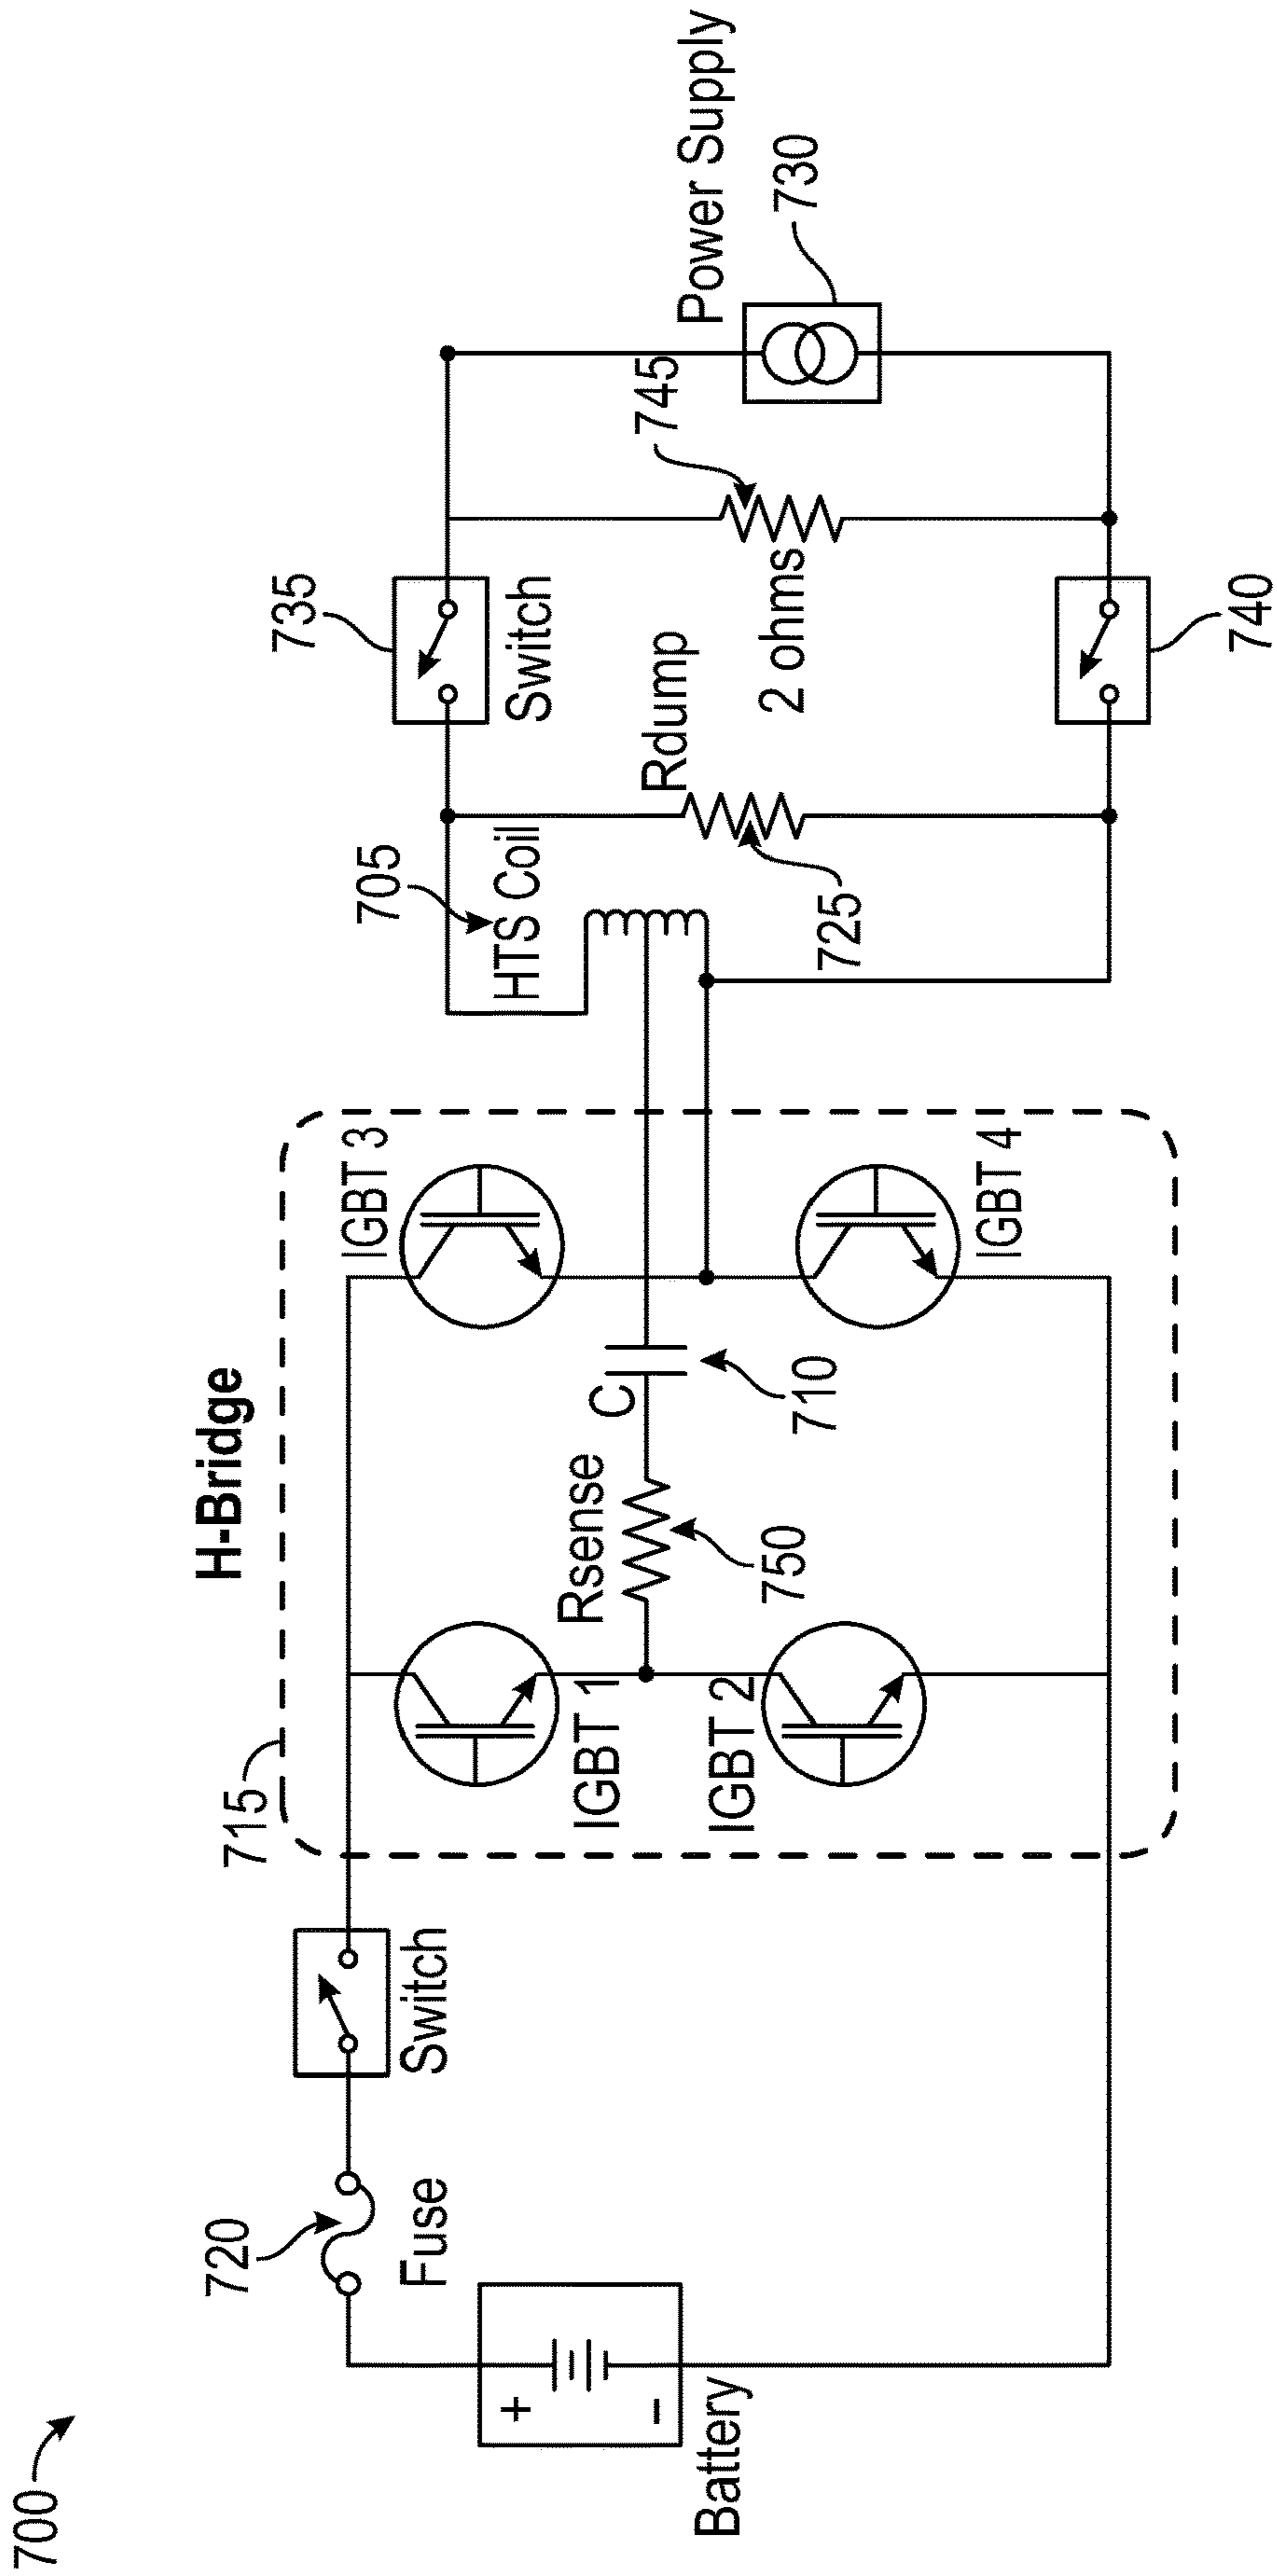 700
H-Bridge
715
720
Fuse
Switch
Battery
+
−
IGBT 1
IGBT 2
Rsense
750
C
710
IGBT 3
IGBT 4
705
HTS Coil
Rdump
725
735
Switch
2 ohms
745
740
Power Supply
730